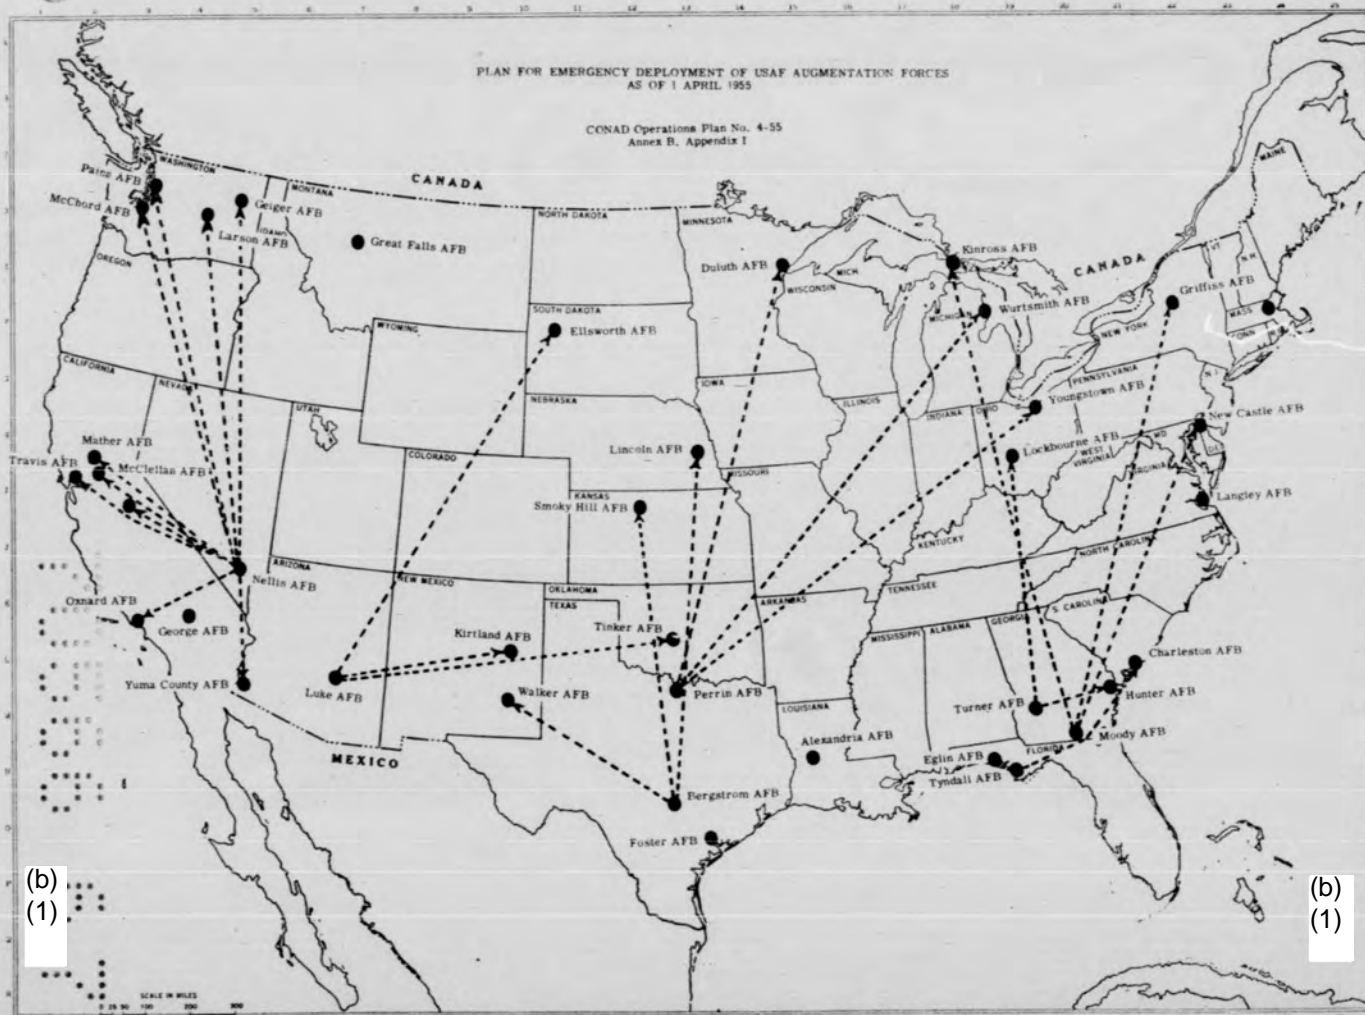 PLAN FOR EMERGENCY DEPLOYMENT OF USAF AUGMENTATION FORCES
AS OF 1 APRIL 1955
CONAD Operations Plan No. 4-55
Annex B, Appendix I
CANADA
WASHINGTON
MONTANA
NORTH DAKOTA
MINNESOTA
MAINE
Paine AFB
McChord AFB
Geiger AFB
Larson AFB
IDAHO
Great Falls AFB
Duluth AFB
WISCONSIN
MICH
Kinross AFB
CANADA
VT
N.H.
Griffiss AFB
OREGON
WYOMING
SOUTH DAKOTA
Ellsworth AFB
MICHIGAN
Wurtsmith AFB
NEW YORK
MASS
CONN
CALIFORNIA
NEVADA
UTAH
NEBRASKA
IOWA
ILLINOIS
INDIANA
OHIO
PENNSYLVANIA
N.J.
Youngstown AFB
New Castle AFB
Mather AFB
Travis AFB
McClellan AFB
COLORADO
Lincoln AFB
MISSOURI
Lockbourne AFB
WEST
VIRGINIA
MD
DE
VIRGINIA
KANSAS
Smoky Hill AFB
Langley AFB
KENTUCKY
NORTH CAROLINA
ARIZONA
Nellis AFB
NEW MEXICO
OKLAHOMA
TEXAS
ARKANSAS
TENNESSEE
S. CAROLINA
Oxnard AFB
George AFB
Kirtland AFB
Tinker AFB
MISSISSIPPI
ALABAMA
GEORGIA
Charleston AFB
Yuma County AFB
Luke AFB
Walker AFB
Perrin AFB
LOUISIANA
Hunter AFB
Turner AFB
Moody AFB
MEXICO
Alexandria AFB
Eglin AFB
FLORIDA
Tyndall AFB
Bergstrom AFB
Foster AFB
(b)
(1)
(b)
(1)
SCALE IN MILES
0 25 50 100 200 300